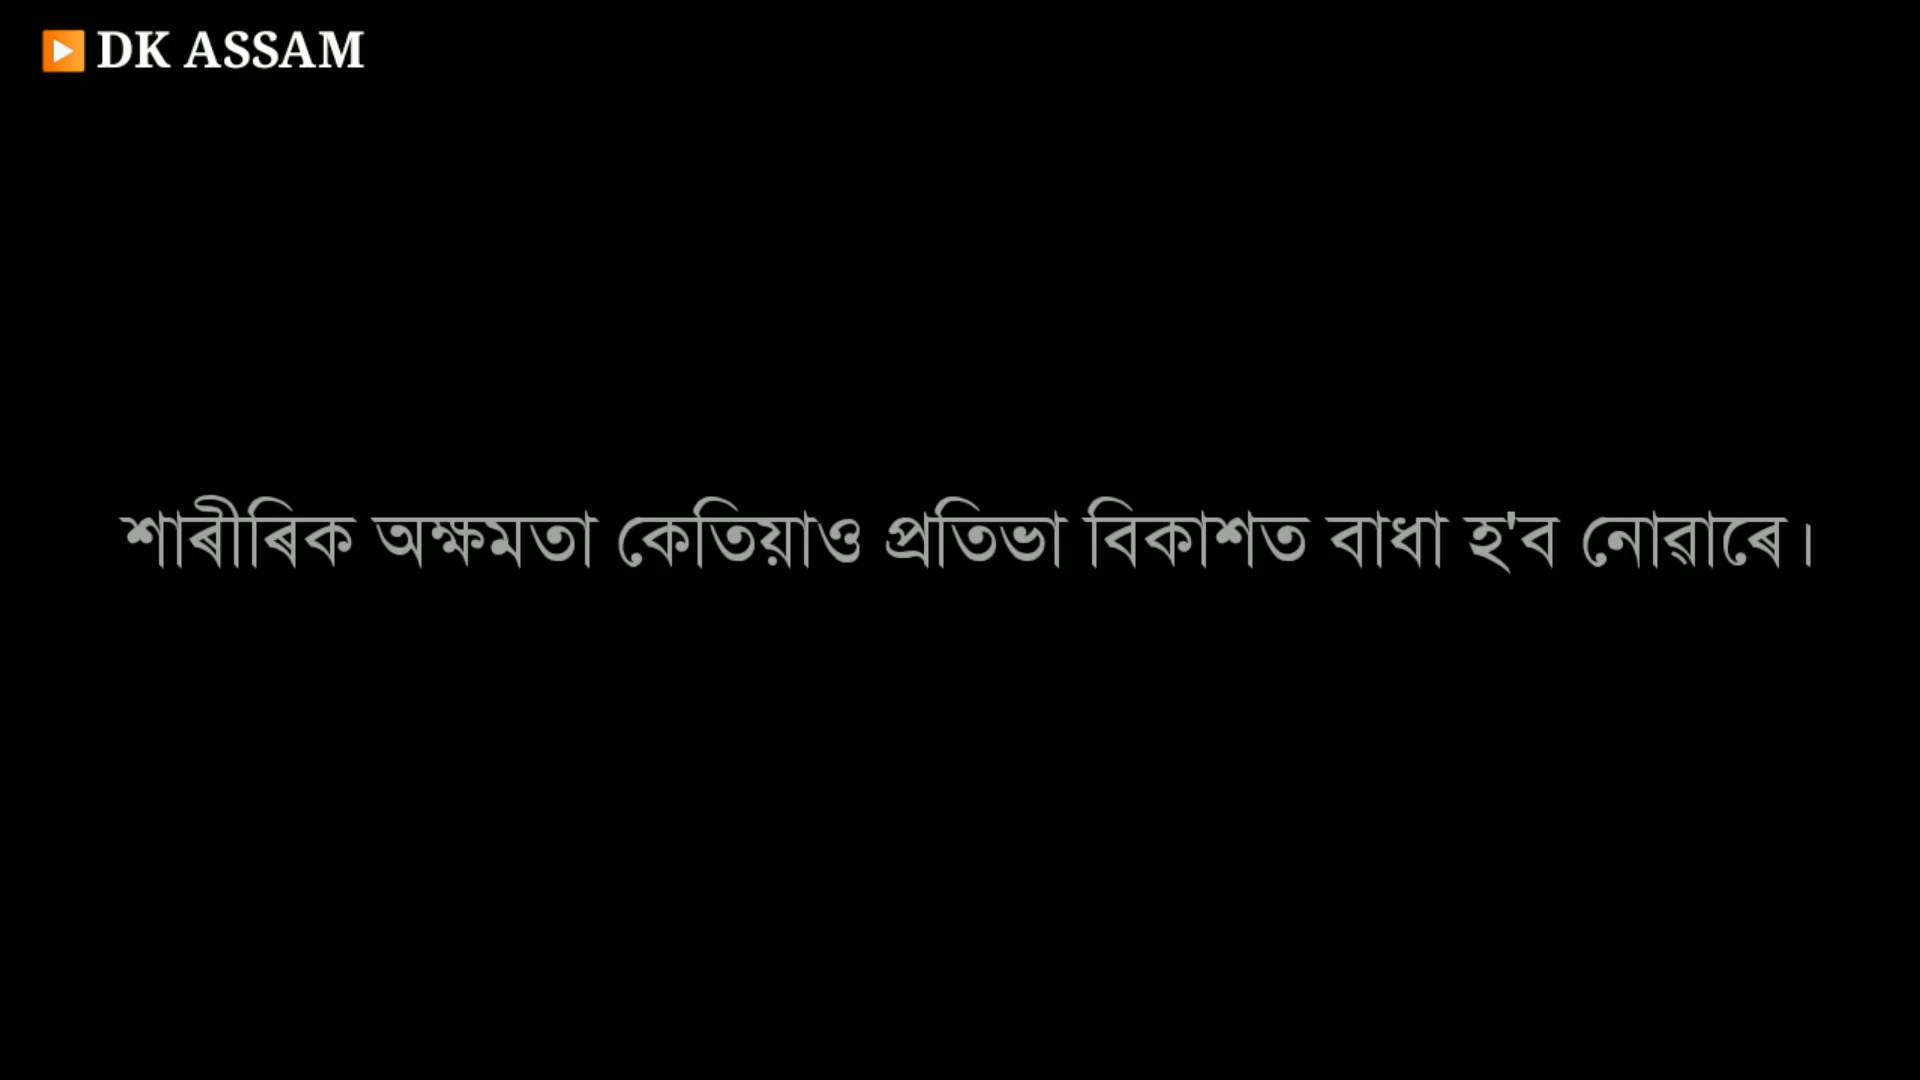 ▶️ DK ASSAM
শাৰীৰিক অক্ষমতা কেতিয়াও প্ৰতিভা বিকাশত বাধা হ'ব নোৱাৰে।